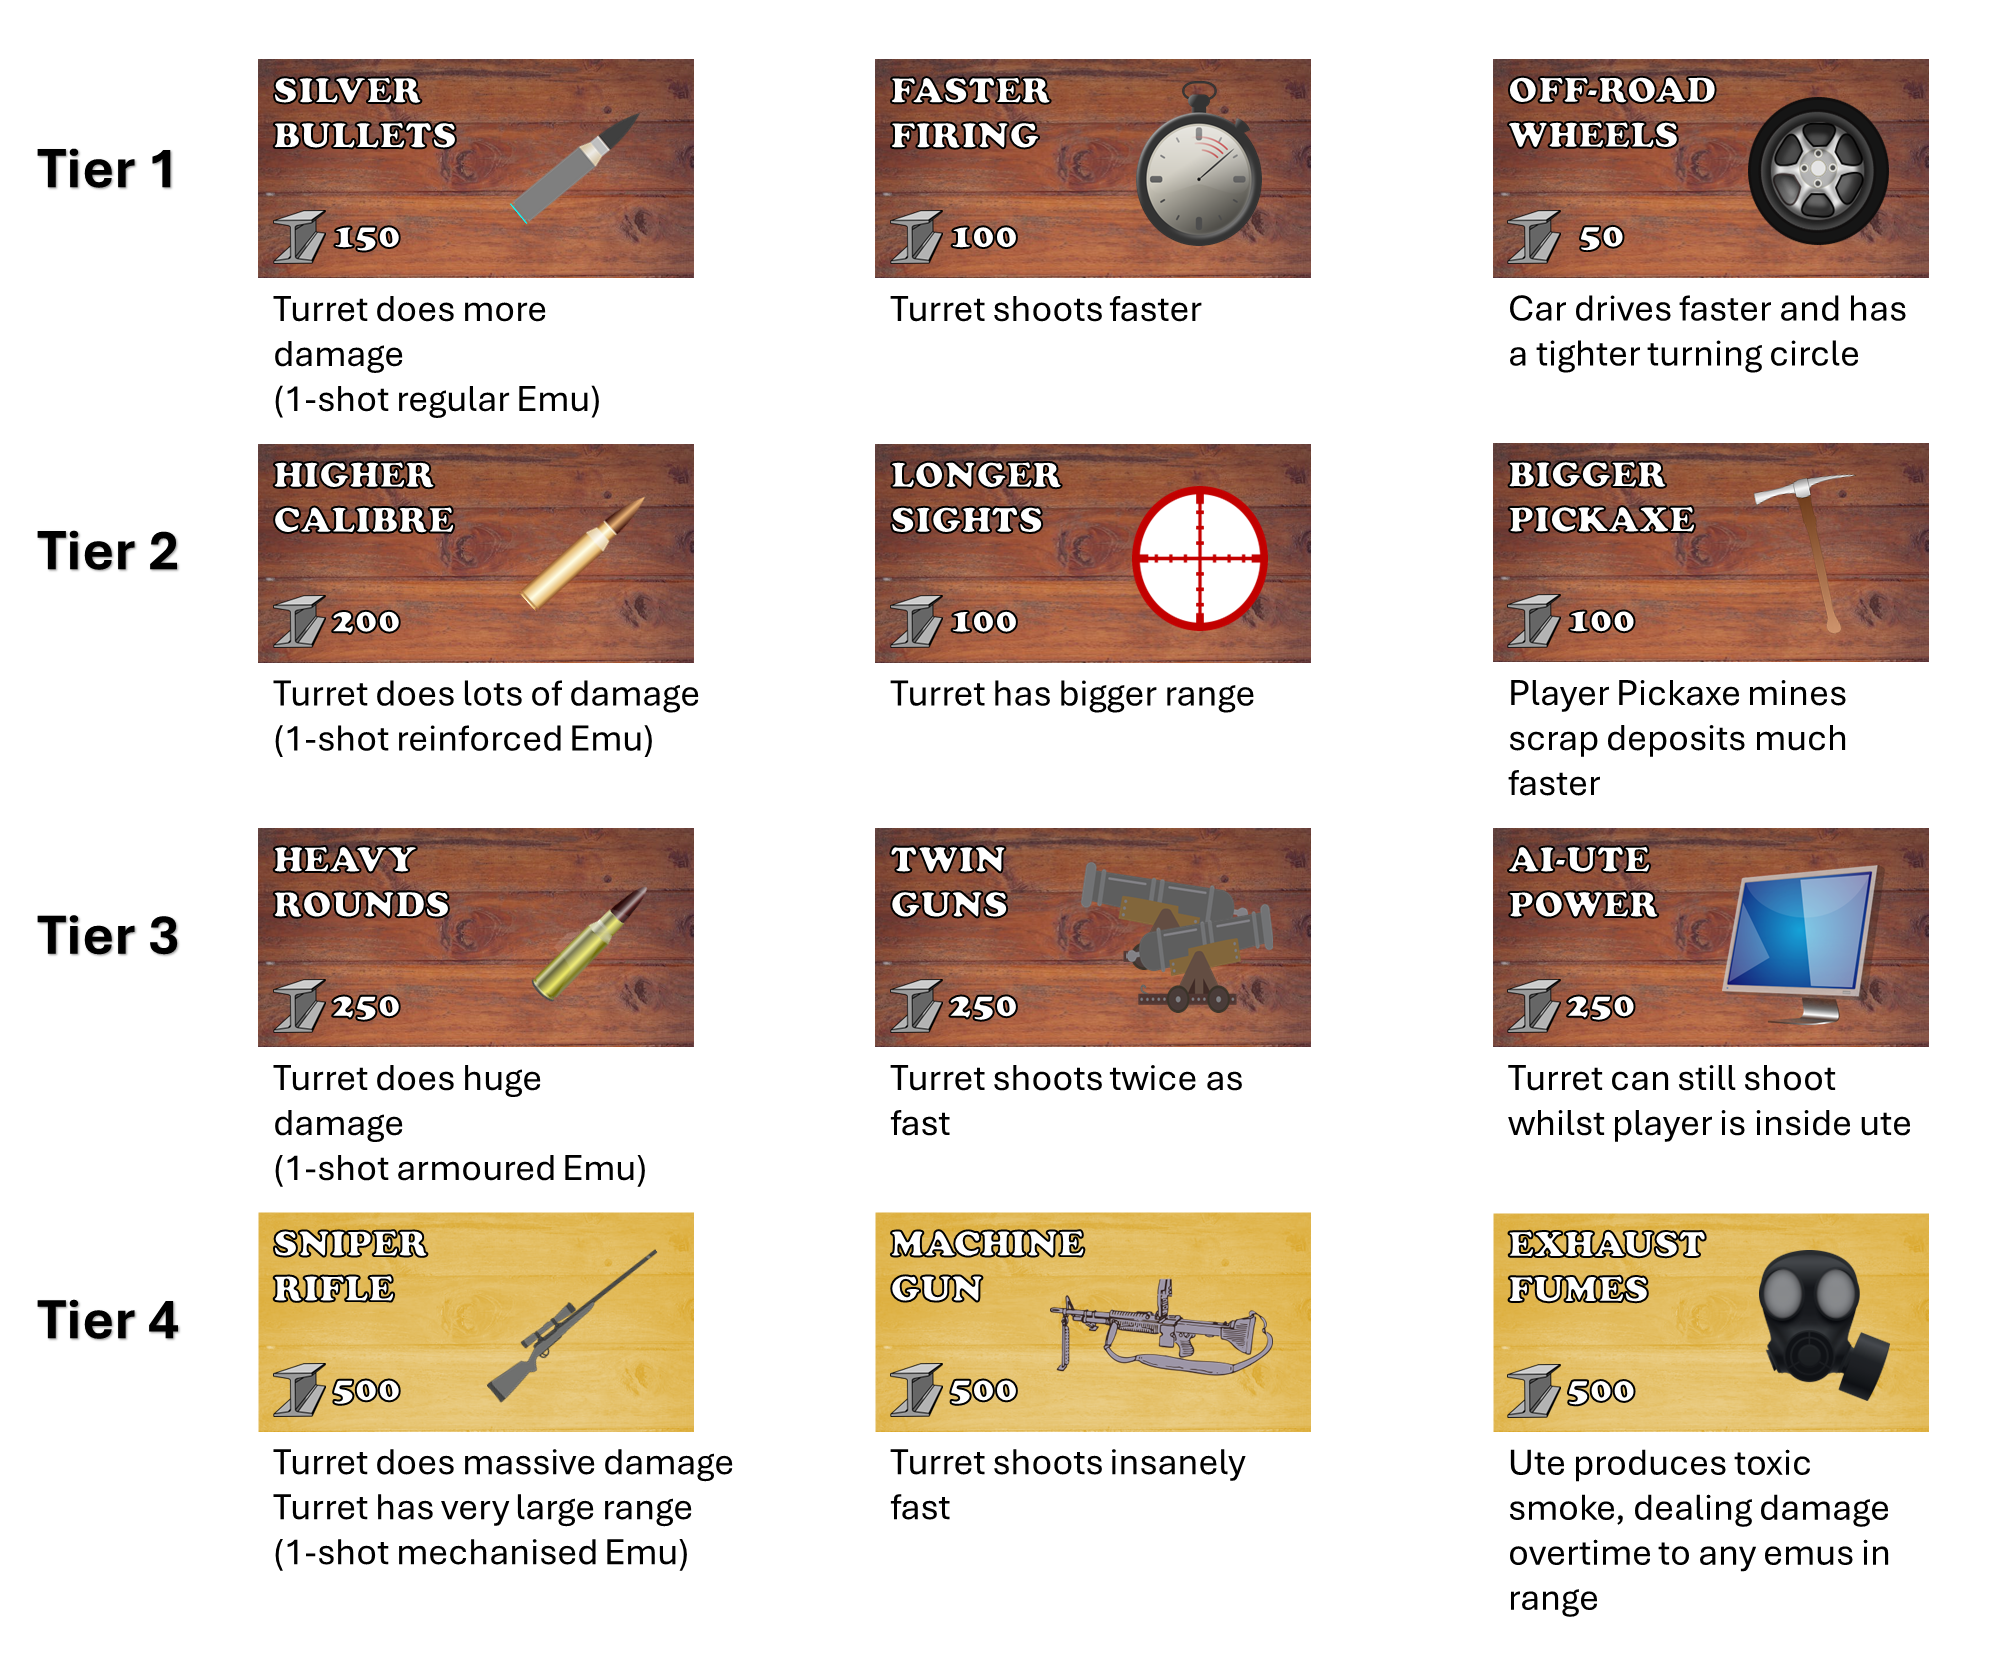 Tier 1
SILVER
BULLETS
150
Turret does more
damage
(1-shot regular Emu)
FASTER
FIRING
100
Turret shoots faster
OFF-ROAD
WHEELS
50
Car drives faster and has
a tighter turning circle
Tier 2
HIGHER
CALIBRE
200
Turret does lots of damage
(1-shot reinforced Emu)
LONGER
SIGHTS
100
Turret has bigger range
BIGGER
PICKAXE
100
Player Pickaxe mines
scrap deposits much
faster
Tier 3
HEAVY
ROUNDS
250
Turret does huge
damage
(1-shot armoured Emu)
TWIN
GUNS
250
Turret shoots twice as
fast
AI-UTE
POWER
250
Turret can still shoot
whilst player is inside ute
Tier 4
SNIPER
RIFLE
500
Turret does massive damage
Turret has very large range
(1-shot mechanised Emu)
MACHINE
GUN
500
Turret shoots insanely
fast
EXHAUST
FUMES
500
Ute produces toxic
smoke, dealing damage
overtime to any emus in
range